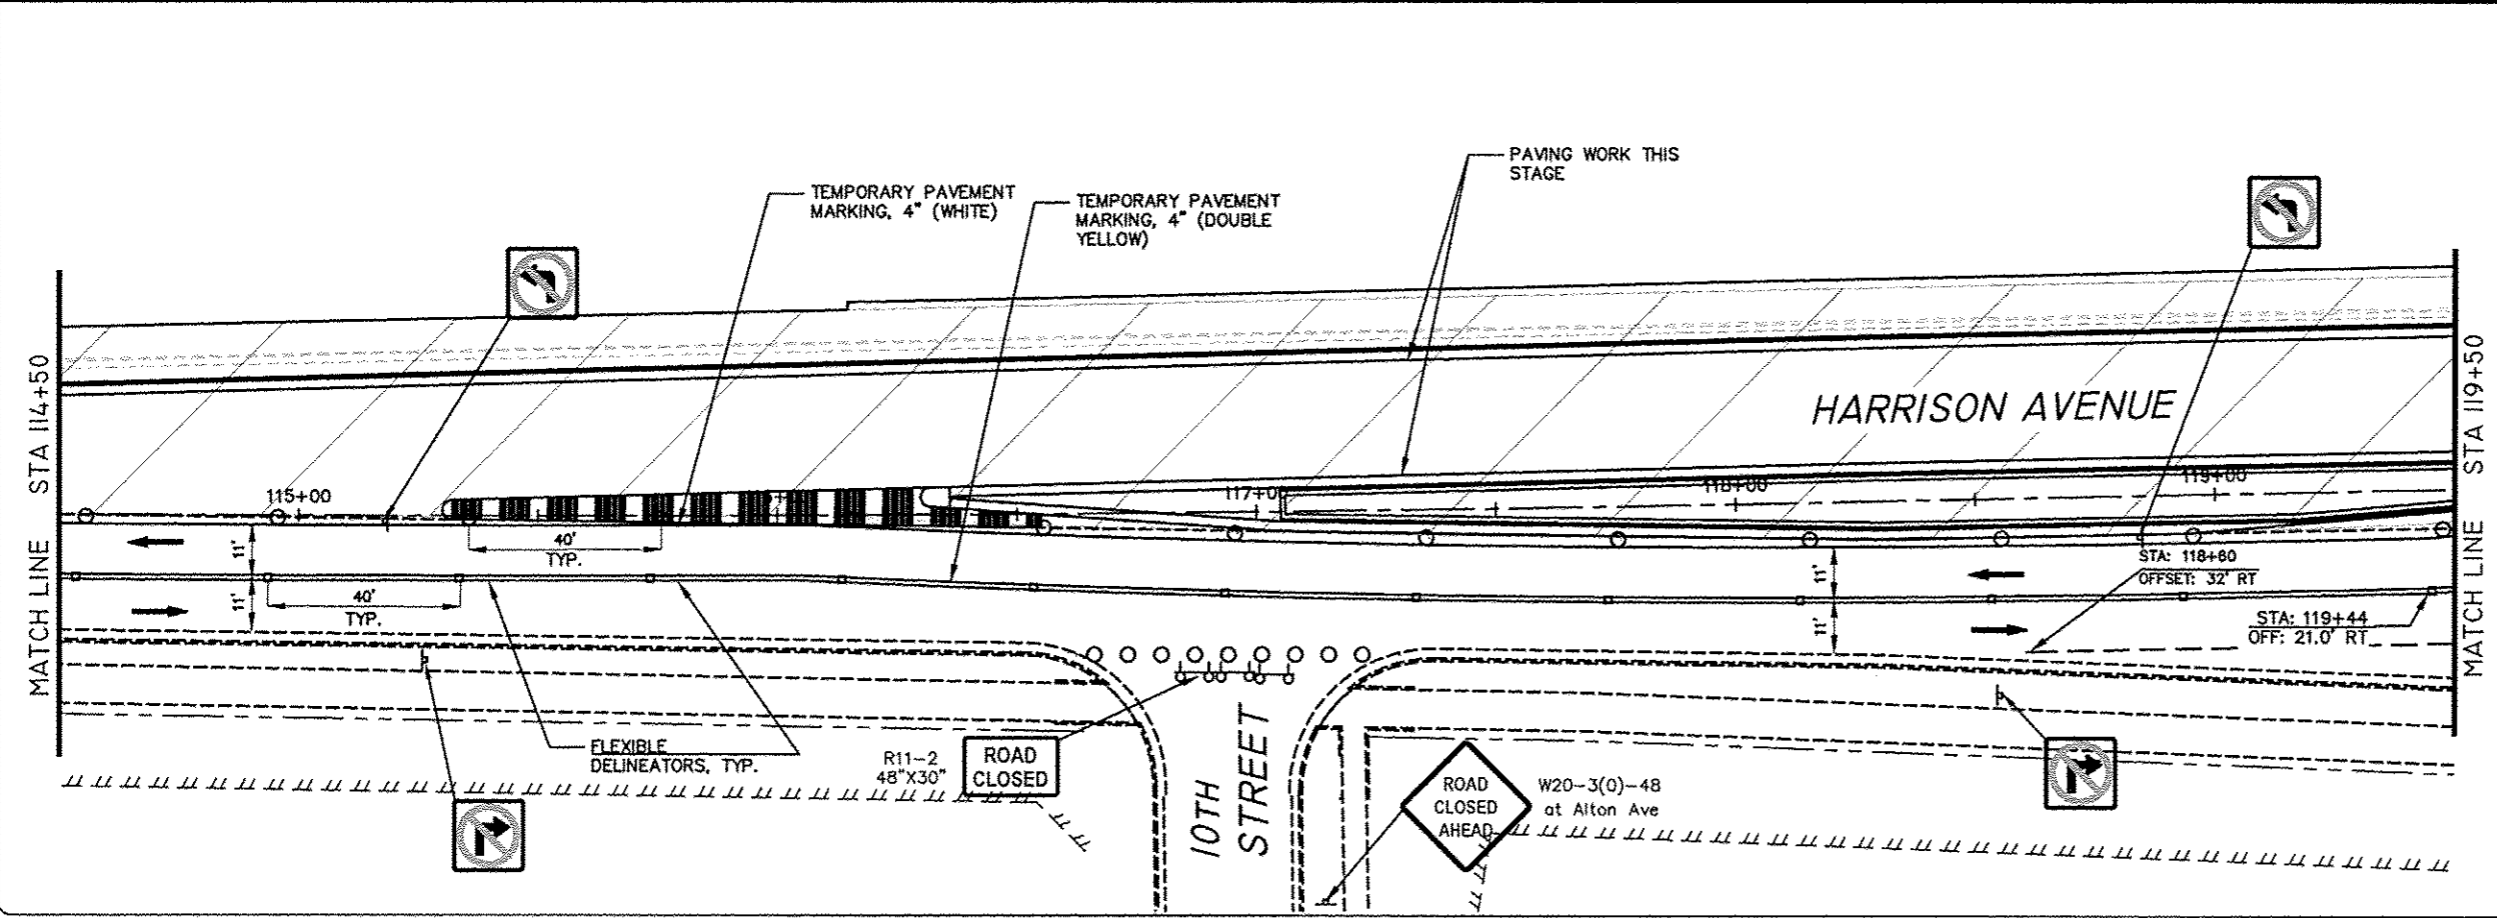 PAVING WORK THIS
STAGE
TEMPORARY PAVEMENT
MARKING, 4" (WHITE)
TEMPORARY PAVEMENT
MARKING, 4" (DOUBLE
YELLOW)
MATCH LINE STA 114+50
MATCH LINE STA 119+50
HARRISON AVENUE
115+00
117+0
118+00
119+00
40'
TYP.
11'
11'
40'
TYP.
11'
11'
STA: 118+60
OFFSET: 32' RT
STA: 119+44
OFF: 21.0' RT
FLEXIBLE
DELINEATORS, TYP.
R11-2
48"X30"
ROAD
CLOSED
10TH
STREET
ROAD
CLOSED
AHEAD
W20-3(0)-48
at Alton Ave